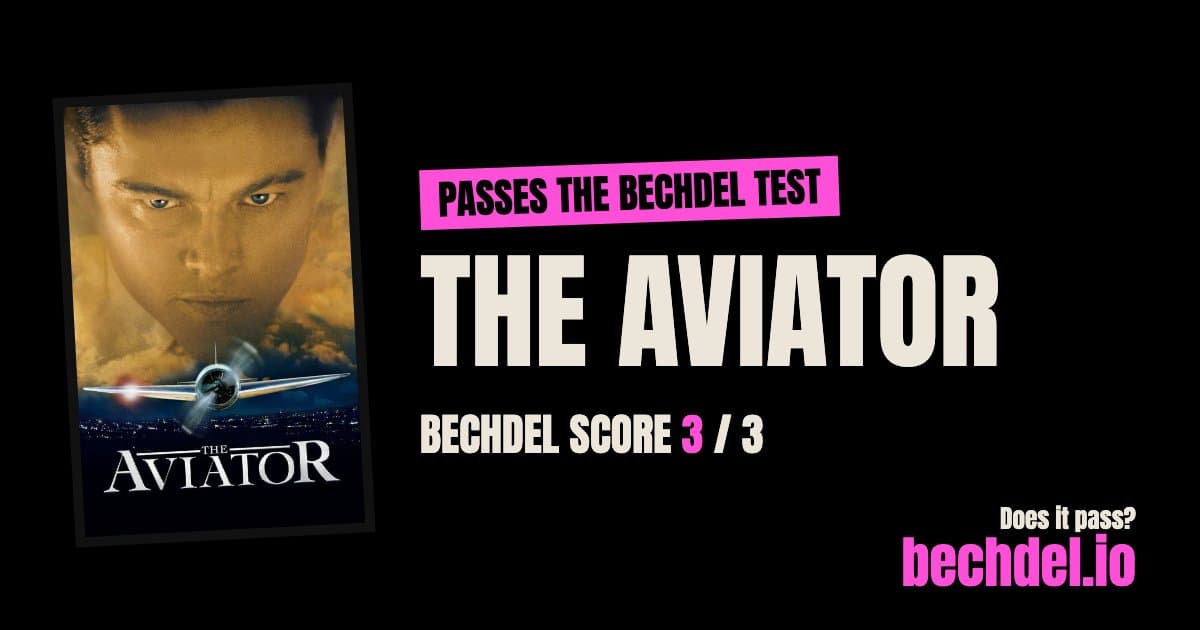 THE
AVIATOR
PASSES THE BECHDEL TEST
THE AVIATOR
BECHDEL SCORE 3 / 3
Does it pass?
bechdel.io